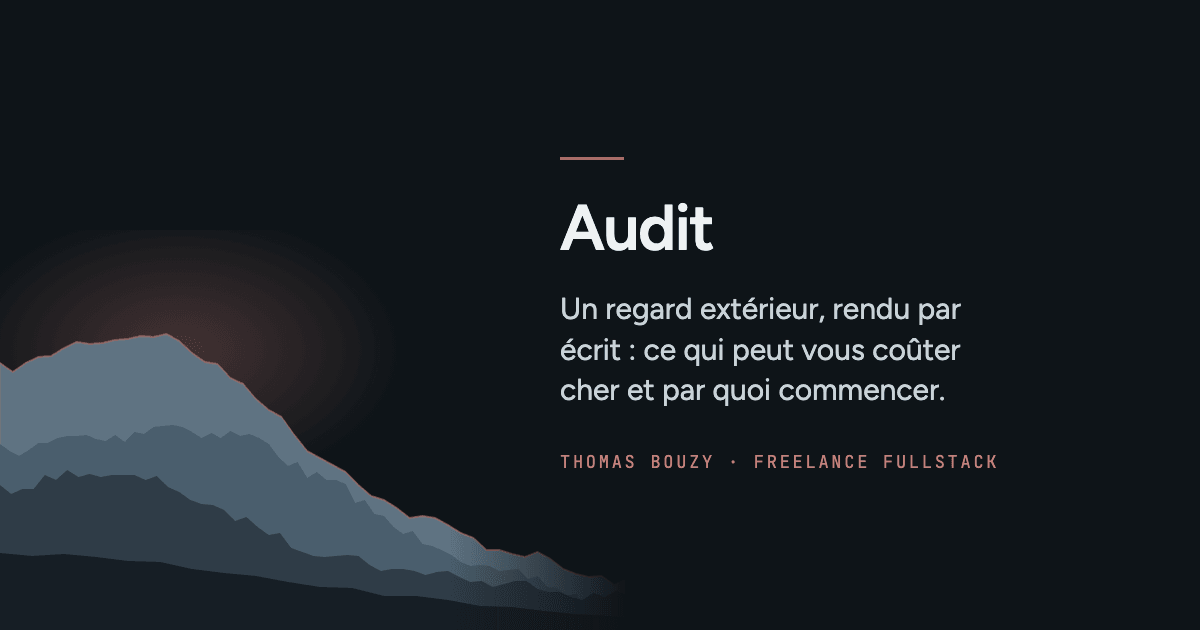 Audit
Un regard extérieur, rendu par
écrit : ce qui peut vous coûter
cher et par quoi commencer.
THOMAS BOUZY · FREELANCE FULLSTACK